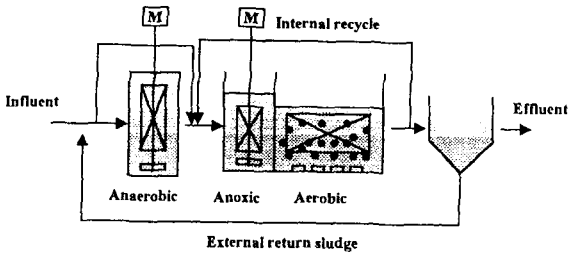 M
M
Internal recycle
Influent
Effluent
Anaerobic
Anoxic
Aerobic
External return sludge